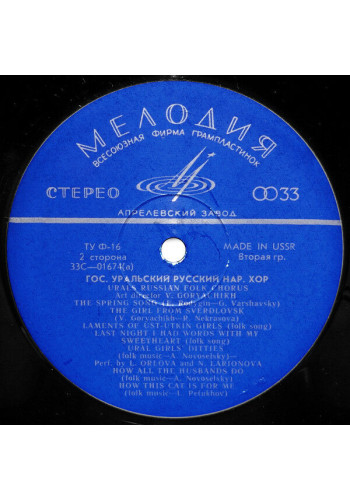 МЕЛОДИЯ
ВСЕСОЮЗНАЯ ФИРМА ГРАМПЛАСТИНОК
СТЕРЕО
33
АПРЕЛЕВСКИЙ ЗАВОД
ТУ Ф-16
MADE IN USSR
2 сторона
Вторая гр.
33С—01674(а)
ГОС. УРАЛЬСКИЙ РУССКИЙ НАР. ХОР
URALS RUSSIAN FOLK CHORUS
Art director V. GORYACHIKH
THE SPRING SONG (E. Rodygin—G. Varshavsky)
THE GIRL FROM SVERDLOVSK
(V. Goryachikh—R. Nekrasova)
LAMENTS OF UST-UTKIN GIRLS (folk song)
LAST NIGHT I HAD WORDS WITH MY
SWEETHEART (folk song)
URAL GIRLS' DITTIES
(folk music—A. Novoselsky)
Perf. by L. ORLOVA and N. LARIONOVA
HOW ALL THE HUSBANDS DO
(folk music—A. Novoselsky)
HOW THIS CAT IS FOR ME
(folk music—I. Petukhov)